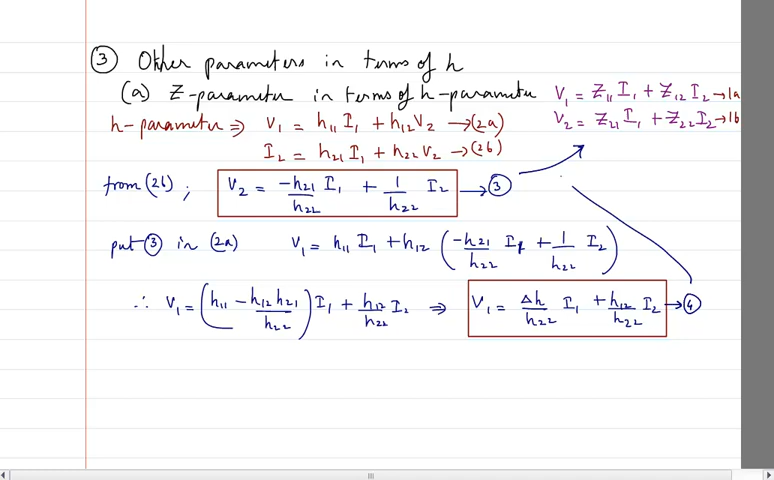 ③ Other parameters in terms of h
(a) Z-parameter in terms of h-parameter
V₁ = Z₁₁ I₁ + Z₁₂ I₂ → 1a
V₂ = Z₂₁ I₁ + Z₂₂ I₂ → 1b
h-parameter ⇒ V₁ = h₁₁ I₁ + h₁₂ V₂ → (2a)
I₂ = h₂₁ I₁ + h₂₂ V₂ → (2b)
from (2b); V₂ = -h₂₁/h₂₂ I₁ + 1/h₂₂ I₂ → ③
put ③ in (2a) V₁ = h₁₁ I₁ + h₁₂ (-h₂₁/h₂₂ I₁ + 1/h₂₂ I₂)
∴ V₁ = (h₁₁ - h₁₂ h₂₁/h₂₂) I₁ + h₁₂/h₂₂ I₂ ⇒ V₁ = Δh/h₂₂ I₁ + h₁₂/h₂₂ I₂ → ④